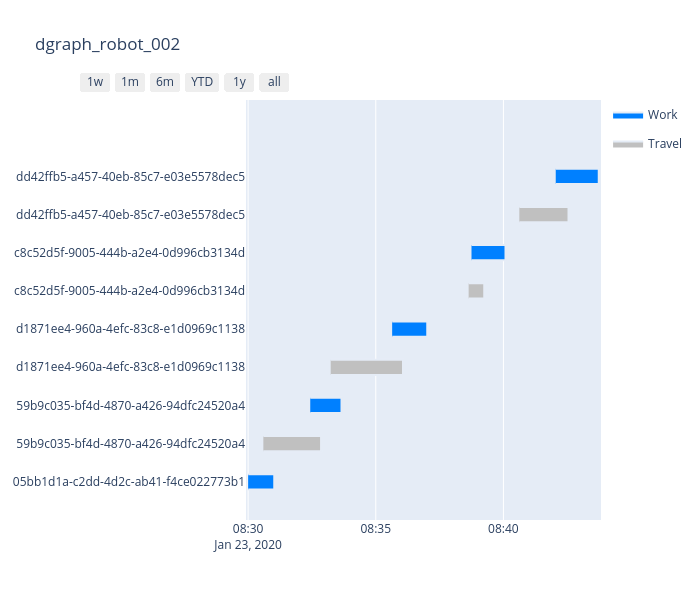 dgraph_robot_002
1w 1m 6m YTD 1y all
Work
Travel
dd42ffb5-a457-40eb-85c7-e03e5578dec5
dd42ffb5-a457-40eb-85c7-e03e5578dec5
c8c52d5f-9005-444b-a2e4-0d996cb3134d
c8c52d5f-9005-444b-a2e4-0d996cb3134d
d1871ee4-960a-4efc-83c8-e1d0969c1138
d1871ee4-960a-4efc-83c8-e1d0969c1138
59b9c035-bf4d-4870-a426-94dfc24520a4
59b9c035-bf4d-4870-a426-94dfc24520a4
05bb1d1a-c2dd-4d2c-ab41-f4ce022773b1
08:30 08:35 08:40
Jan 23, 2020